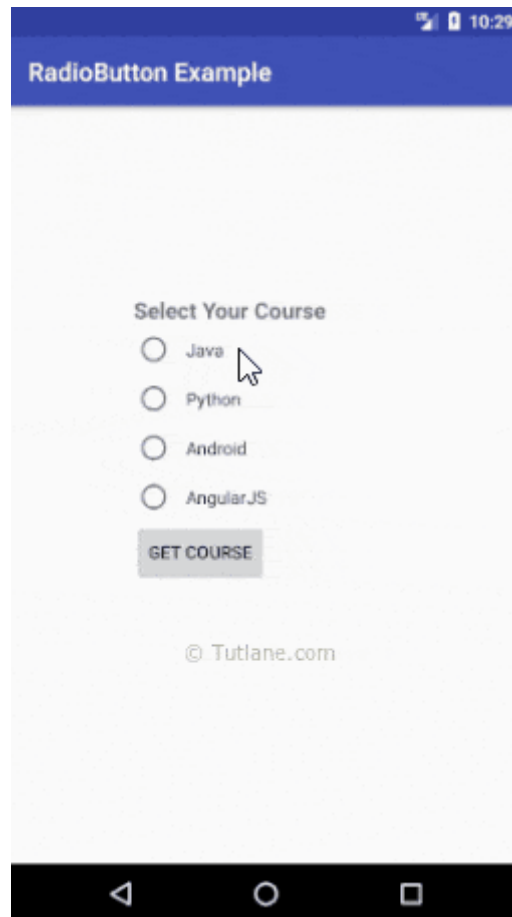 10:29
RadioButton Example
Select Your Course
Java
Python
Android
AngularJS
GET COURSE
© Tutlane.com